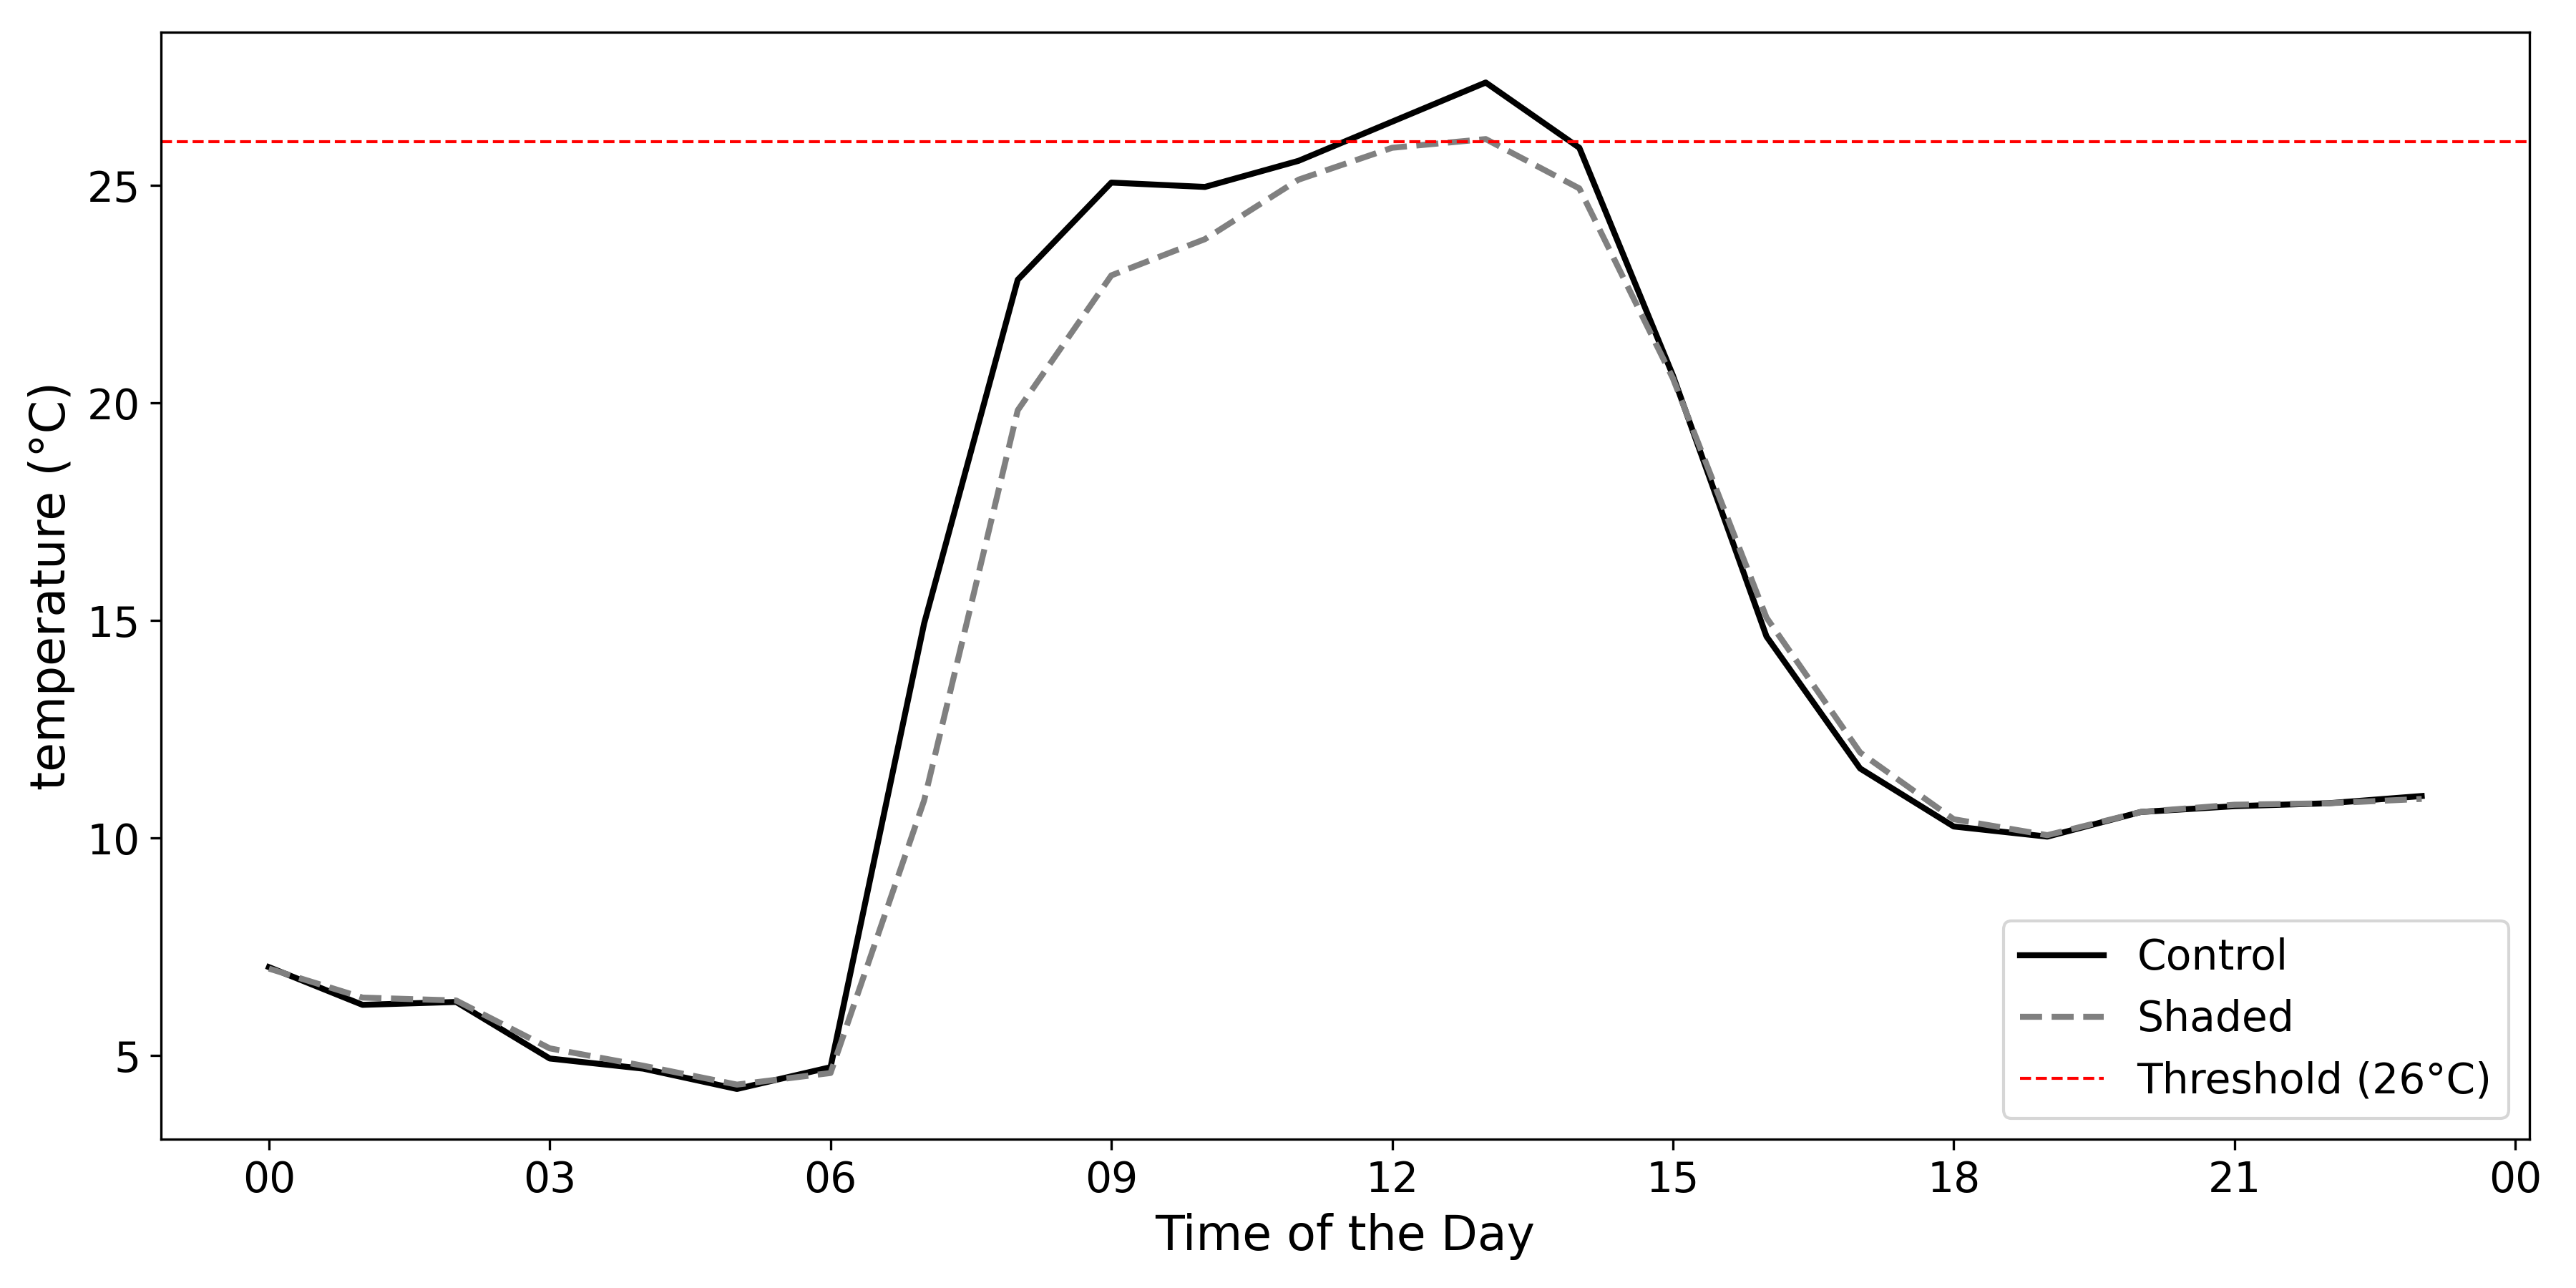 temperature (°C)
25
20
15
10
5
00 03 06 09 12 15 18 21 00
Time of the Day
Control
Shaded
Threshold (26°C)